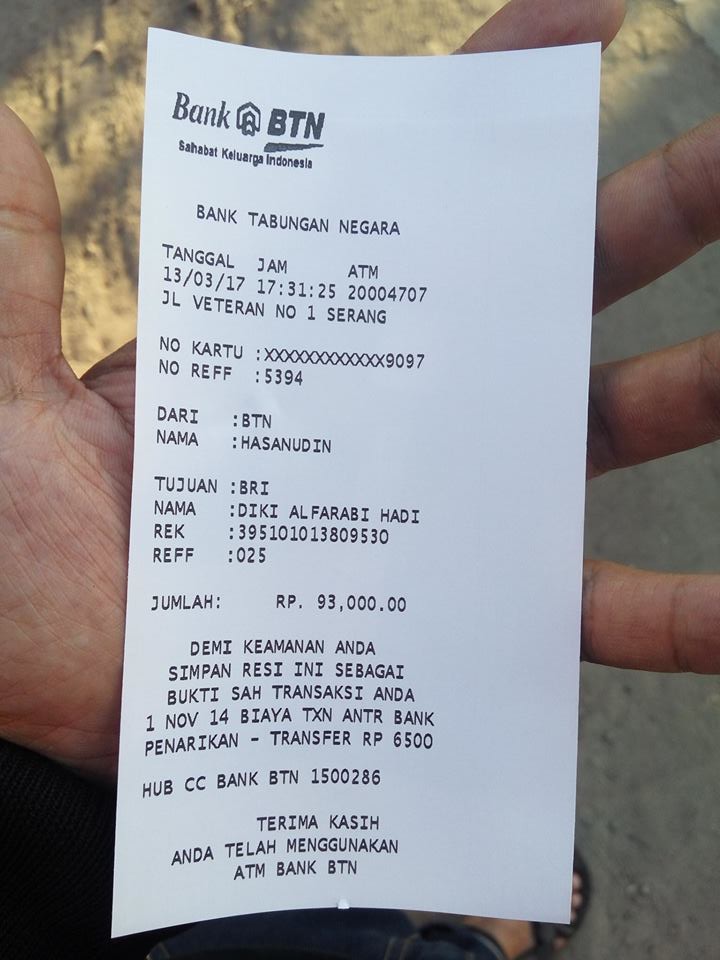 Bank BTN
Sahabat Keluarga Indonesia
BANK TABUNGAN NEGARA
TANGGAL JAM ATM
13/03/17 17:31:25 20004707
JL VETERAN NO 1 SERANG
NO KARTU :XXXXXXXXXXXX9097
NO REFF :5394
DARI :BTN
NAMA :HASANUDIN
TUJUAN :BRI
NAMA :DIKI ALFARABI HADI
REK :395101013809530
REFF :025
JUMLAH: RP. 93,000.00
DEMI KEAMANAN ANDA
SIMPAN RESI INI SEBAGAI
BUKTI SAH TRANSAKSI ANDA
1 NOV 14 BIAYA TXN ANTR BANK
PENARIKAN - TRANSFER RP 6500
HUB CC BANK BTN 1500286
TERIMA KASIH
ANDA TELAH MENGGUNAKAN
ATM BANK BTN